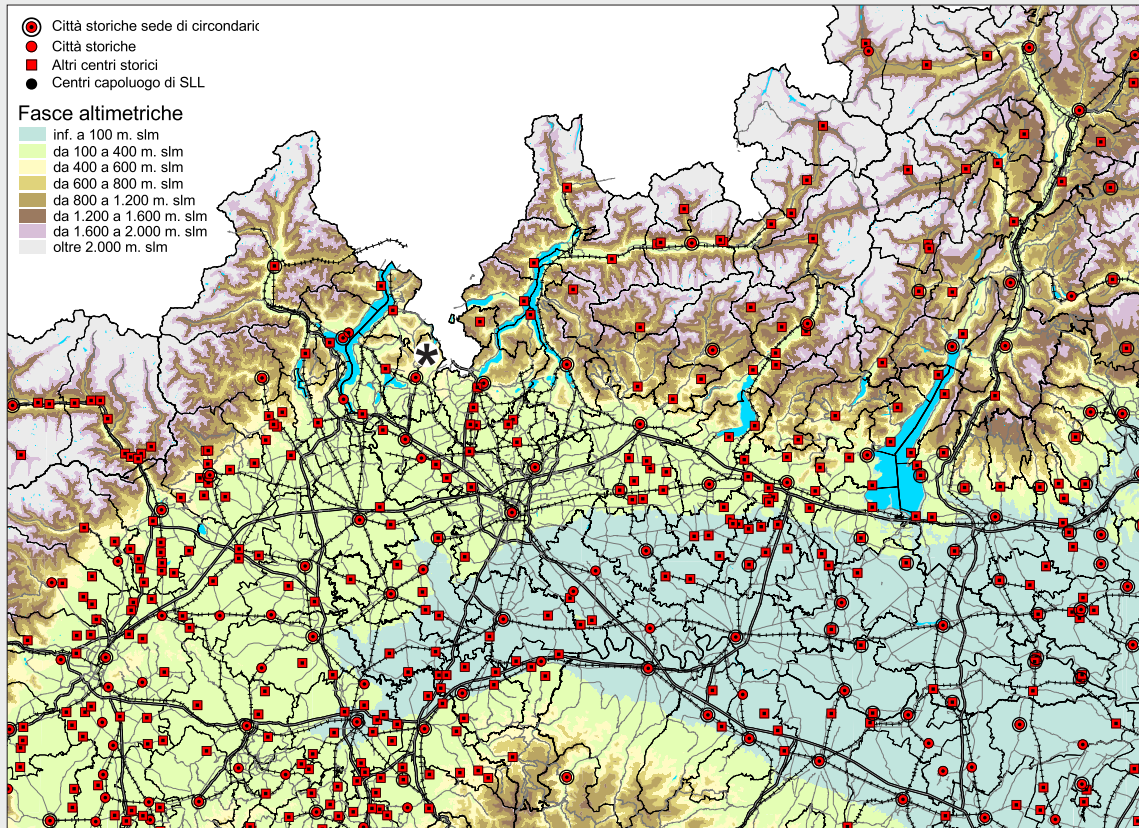 Città storiche sede di circondario
Città storiche
Altri centri storici
Centri capoluogo di SLL
Fasce altimetriche
inf. a 100 m. slm
da 100 a 400 m. slm
da 400 a 600 m. slm
da 600 a 800 m. slm
da 800 a 1.200 m. slm
da 1.200 a 1.600 m. slm
da 1.600 a 2.000 m. slm
oltre 2.000 m. slm
*